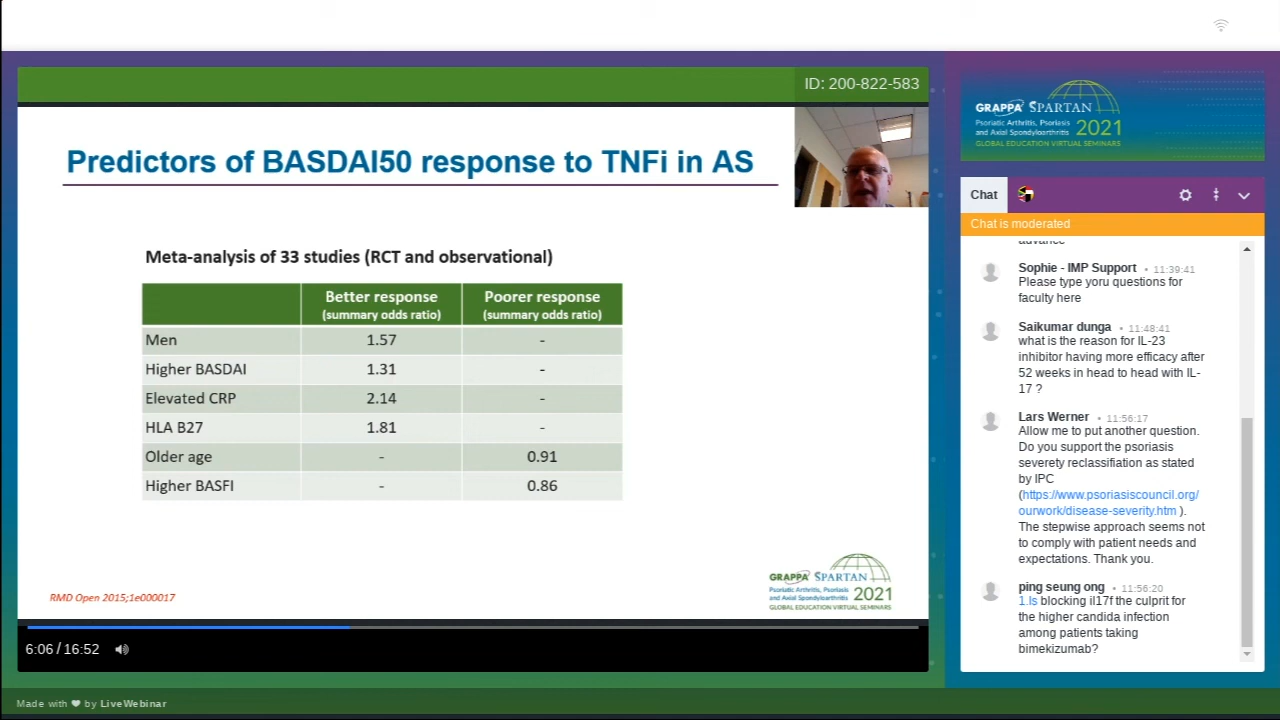 ID: 200-822-583
Predictors of BASDAI50 response to TNFi in AS
Meta-analysis of 33 studies (RCT and observational)
Better response Poorer response
(summary odds ratio) (summary odds ratio)
Men 1.57 -
Higher BASDAI 1.31 -
Elevated CRP 2.14 -
HLA B27 1.81 -
Older age - 0.91
Higher BASFI - 0.86
RMD Open 2015;1e000017
GRAPPA SPARTAN
Psoriatic Arthritis, Psoriasis
and Axial Spondyloarthritis 2021
GLOBAL EDUCATION VIRTUAL SEMINARS
6:06 / 16:52
Made with ❤ by LiveWebinar
GRAPPA SPARTAN
Psoriatic Arthritis, Psoriasis
and Axial Spondyloarthritis 2021
GLOBAL EDUCATION VIRTUAL SEMINARS
Chat
Chat is moderated
advance
Sophie - IMP Support • 11:39:41
Please type yoru questions for
faculty here
Saikumar dunga • 11:48:41
what is the reason for IL-23
inhibitor having more efficacy after
52 weeks in head to head with IL-
17 ?
Lars Werner • 11:56:17
Allow me to put another question.
Do you support the psoriasis
severety reclassifiation as stated
by IPC
(https://www.psoriasiscouncil.org/
ourwork/disease-severity.htm ).
The stepwise approach seems not
to comply with patient needs and
expectations. Thank you.
ping seung ong • 11:56:20
1.Is blocking il17f the culprit for
the higher candida infection
among patients taking
bimekizumab?